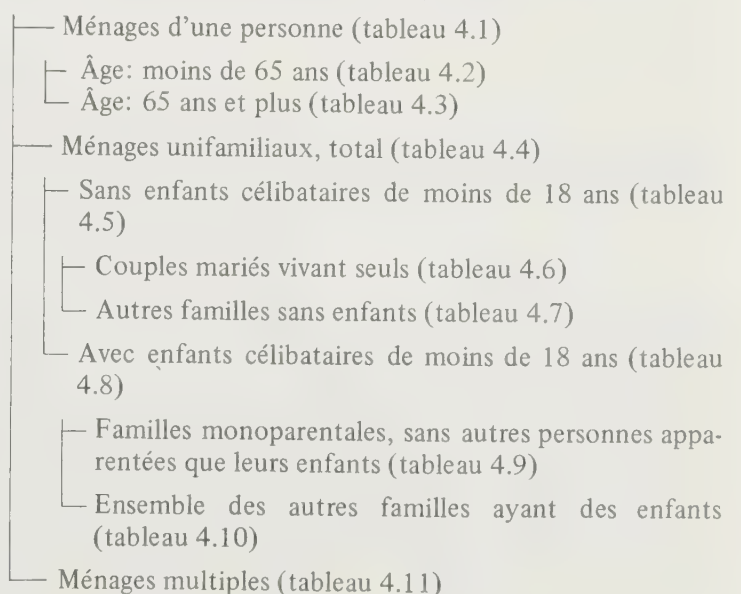 Ménages d'une personne (tableau 4.1)
Âge: moins de 65 ans (tableau 4.2)
Âge: 65 ans et plus (tableau 4.3)
Ménages unifamiliaux, total (tableau 4.4)
Sans enfants célibataires de moins de 18 ans (tableau
4.5)
Couples mariés vivant seuls (tableau 4.6)
Autres familles sans enfants (tableau 4.7)
Avec enfants célibataires de moins de 18 ans (tableau
4.8)
Familles monoparentales, sans autres personnes appa-
rentées que leurs enfants (tableau 4.9)
Ensemble des autres familles ayant des enfants
(tableau 4.10)
Ménages multiples (tableau 4.11)